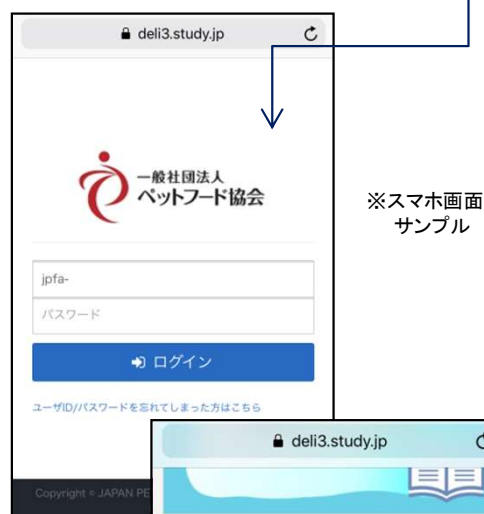 deli3.study.jp
一般社団法人
ペットフード協会
※スマホ画面
サンプル
jpfa-
パスワード
ログイン
ユーザID/パスワードを忘れてしまった方はこちら
deli3.study.jp
Copyright © JAPAN PE